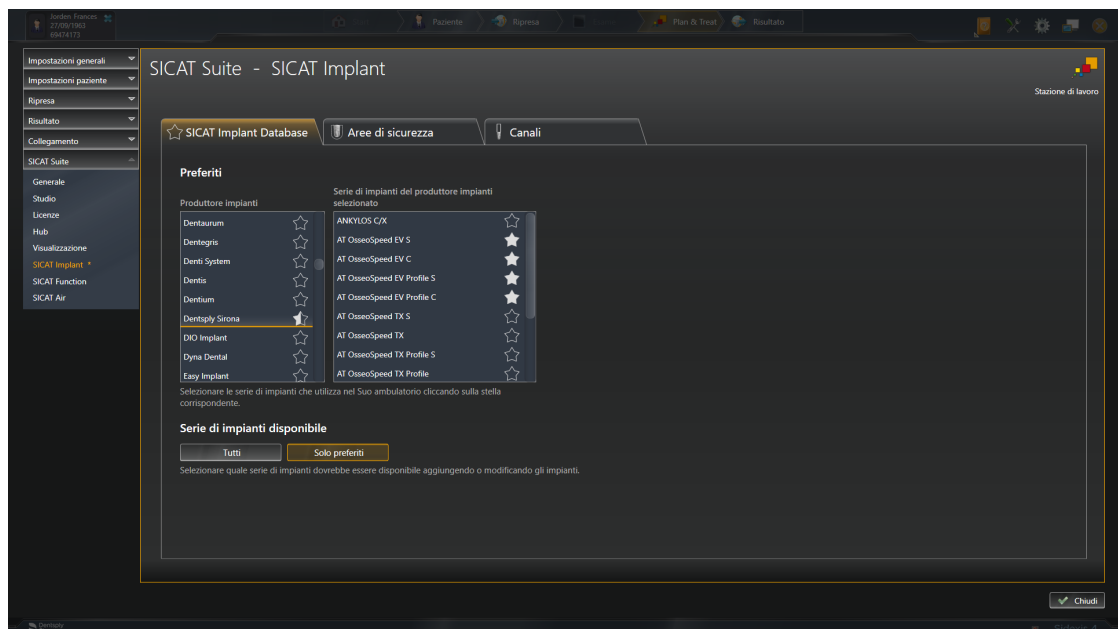 Jorden Frances
27/09/1963
69474173
Paziente
Ripresa
Plan & Treat
Risultato
Impostazioni generali
Impostazioni paziente
Ripresa
Risultato
Collegamento
SICAT Suite
Generale
Studio
Licenze
Hub
Visualizzazione
SICAT Implant *
SICAT Function
SICAT Air
SICAT Suite - SICAT Implant
Stazione di lavoro
SICAT Implant Database
Aree di sicurezza
Canali
Preferiti
Produttore impianti
Dentaurum
Dentegris
Denti System
Dentis
Dentium
Dentsply Sirona
DIO Implant
Dyna Dental
Easy Implant
Serie di impianti del produttore impianti
selezionato
ANKYLOS C/X
AT OsseoSpeed EV S
AT OsseoSpeed EV C
AT OsseoSpeed EV Profile S
AT OsseoSpeed EV Profile C
AT OsseoSpeed TX S
AT OsseoSpeed TX
AT OsseoSpeed TX Profile S
AT OsseoSpeed TX Profile
Selezionare le serie di impianti che utilizza nel Suo ambulatorio cliccando sulla stella
corrispondente.
Serie di impianti disponibile
Tutti
Solo preferiti
Selezionare quale serie di impianti dovrebbe essere disponibile aggiungendo o modificando gli impianti.
Chiudi
Dentsply
Sidexis 4